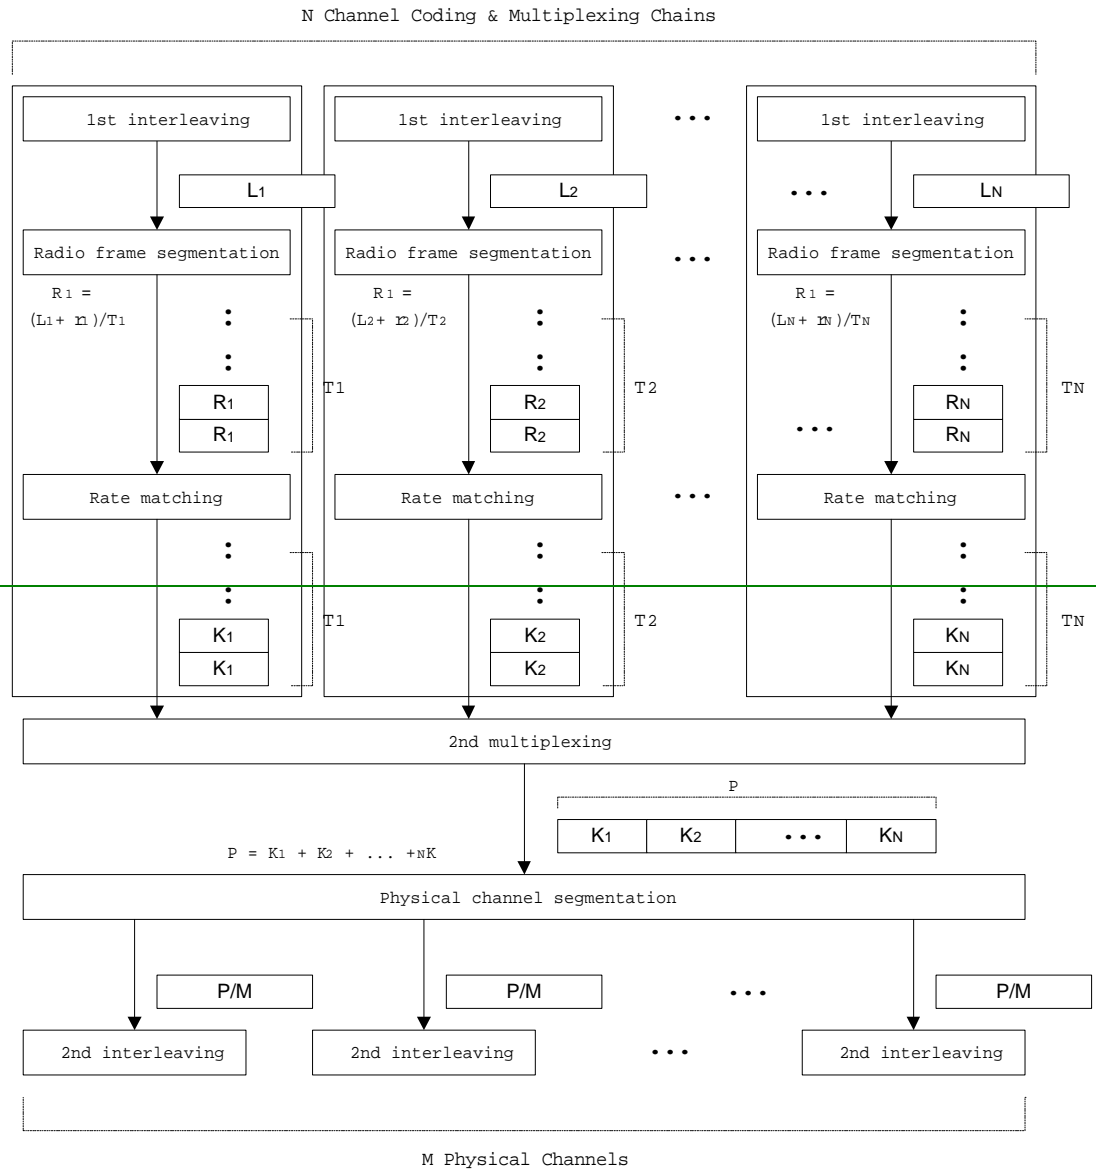 N Channel Coding & Multiplexing Chains
1st interleaving 1st interleaving ... 1st interleaving
L1 L2 ... LN
Radio frame segmentation Radio frame segmentation ... Radio frame segmentation
R1 = R1 = R1 =
(L1+ r1)/T1 (L2+ r2)/T2 (LN+ rN)/TN
T1 T2 TN
R1 R2 RN
R1 R2 ... RN
Rate matching Rate matching ... Rate matching
T1 T2 TN
K1 K2 KN
K1 K2 KN
2nd multiplexing
P
K1 K2 ... KN
P = K1 + K2 + ... +NK
Physical channel segmentation
P/M P/M ... P/M
2nd interleaving 2nd interleaving ... 2nd interleaving
M Physical Channels